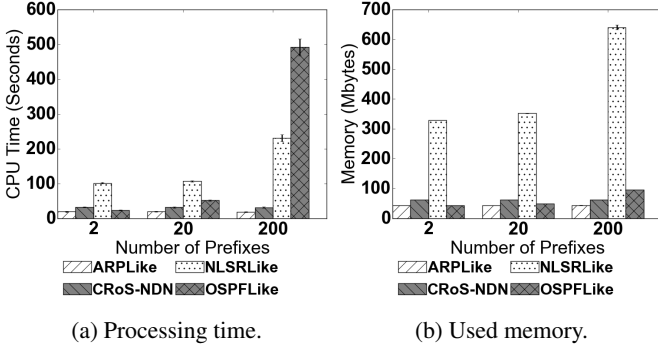 600
500
400
300
200
100
0
CPU Time (Seconds)
2 20 200
Number of Prefixes
ARPLike NLSRLike
CRoS-NDN OSPFLike
(a) Processing time.
700
600
500
400
300
200
100
0
Memory (Mbytes)
2 20 200
Number of Prefixes
ARPLike NLSRLike
CRoS-NDN OSPFLike
(b) Used memory.